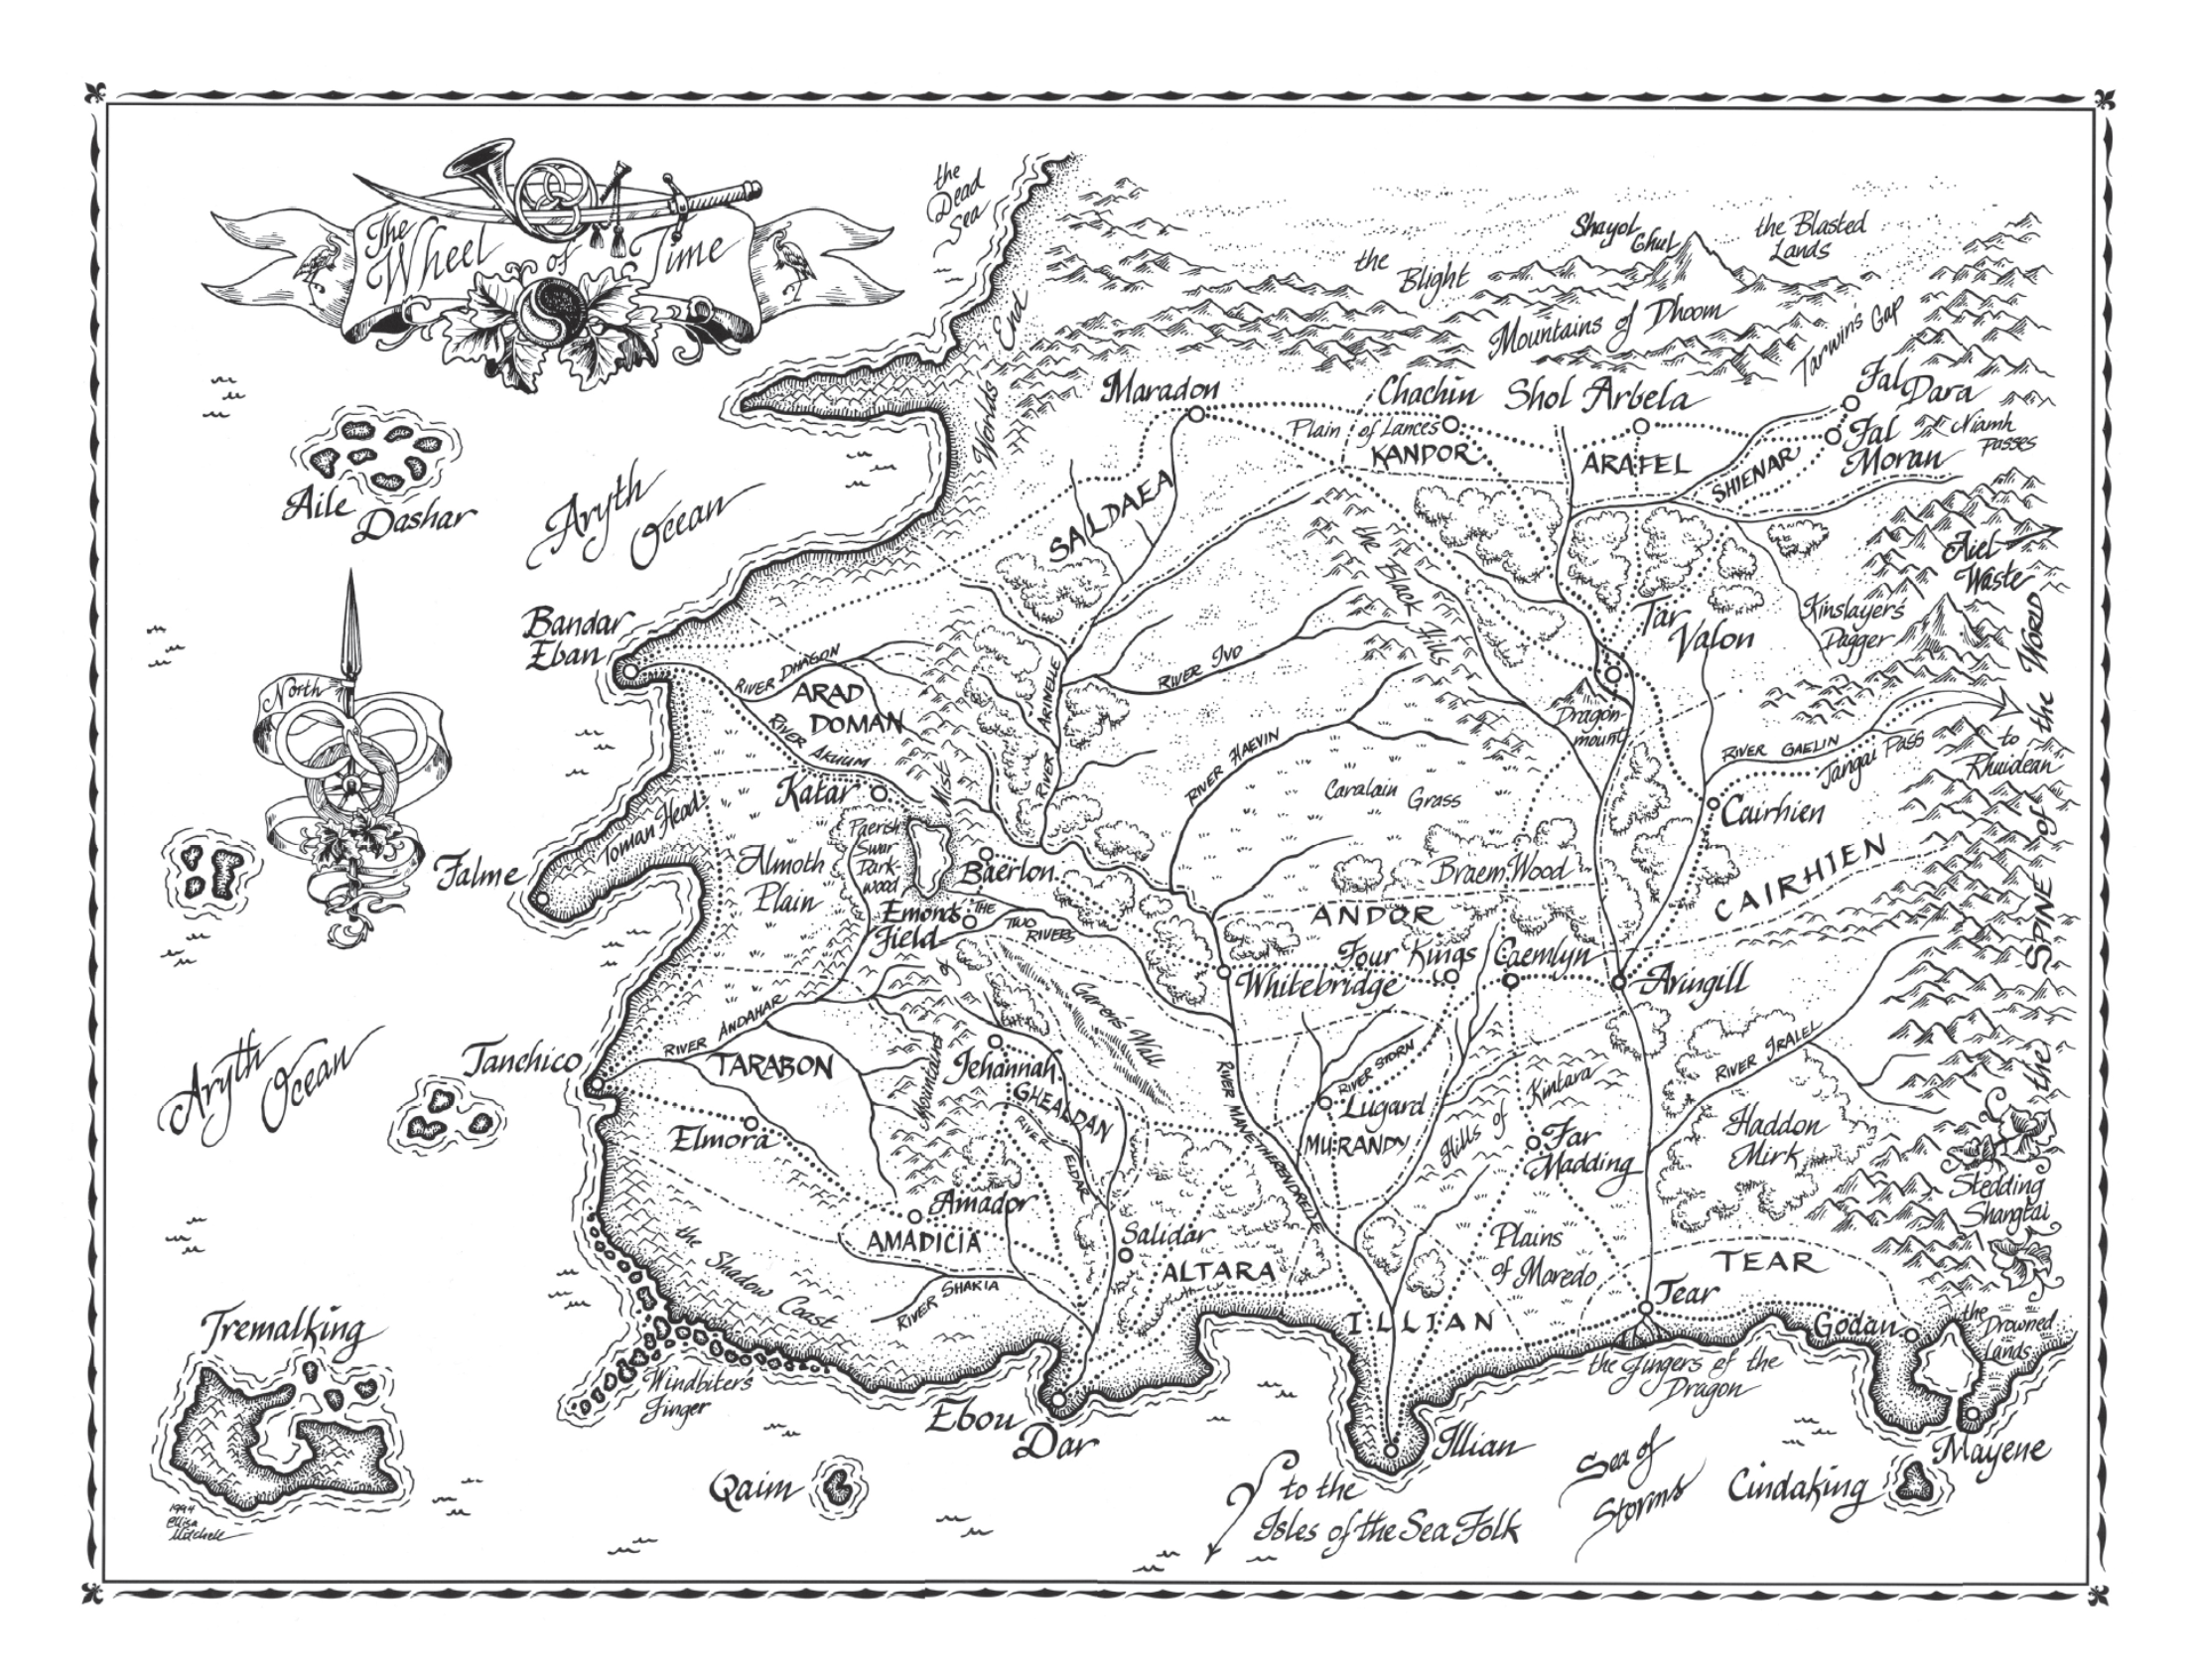 The
Wheel of Time
the
Dead
Sea
Shayol
Ghul
the Blasted
Lands
the
Blight
Mountains of Dhoom
Tarwin's Gap
Worlds End
Maradon
Chachin
Shol Arbela
Fal
Dara
Plain of Lances
KANDOR
ARAFEL
SHIENAR
Fal
Moran
Niamh
Passes
Aile
Dashar
Aryth
Ocean
SALDAEA
the Black Hills
Aiel
Waste
Bandar
Eban
Tar
Valon
Kinslayer's
Dagger
SPINE of the WORLD
North
RIVER DHAGON
ARAD
DOMAN
RIVER AKUUM
RIVER ARINELLE
RIVER IVO
Dragon-
mount
RIVER HAEVIN
RIVER GAELIN
Jangai Pass
to
Rhuidean
Katar
Mountains of Mist
Caralain Grass
Cairhien
Toman Head
Falme
Almoth
Plain
Paerish
Swar
Dark
wood
Baerlon
Braem Wood
CAIRHIEN
Emond's
Field
THE
TWO
RIVERS
ANDOR
Four Kings
Caemlyn
Whitebridge
Aringill
Garen's Wall
RIVER ANDAHAR
Tanchico
TARABON
Jehannah
GHEALDAN
RIVER ELDAR
RIVER MANETHERENDRELLE
RIVER STORN
Lugard
MURANDY
Hills of Kintara
RIVER IRALELL
Haddon
Mirk
Aryth
Ocean
Elmora
Far
Madding
Stedding
Shangtai
Amador
AMADICIA
Salidar
ALTARA
Plains
of Maredo
the Shadow Coast
RIVER SHAKIA
TEAR
Tear
ILLIAN
Godan
the
Drowned
Lands
Tremalking
Windbiter's
Finger
the Fingers of the
Dragon
Ebou
Dar
Illian
Mayene
Qaim
to the
Isles of the Sea Folk
Sea of
Storms
Cindaking
1994
Ellisa
Mitchell